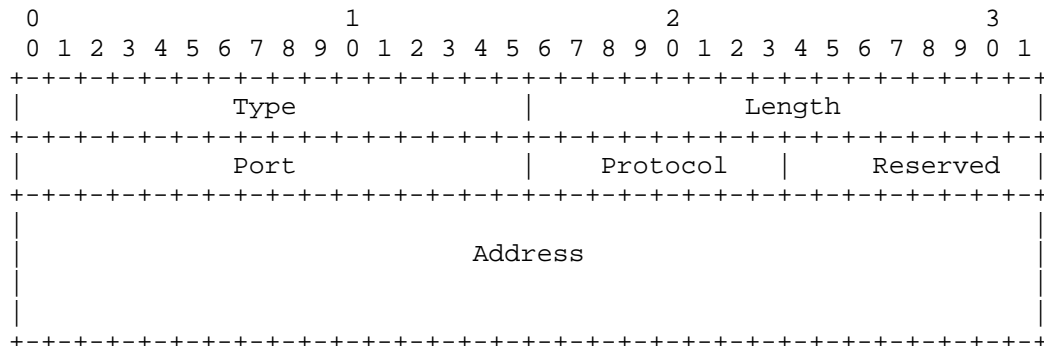 0                   1                   2                   3
0 1 2 3 4 5 6 7 8 9 0 1 2 3 4 5 6 7 8 9 0 1 2 3 4 5 6 7 8 9 0 1
+-+-+-+-+-+-+-+-+-+-+-+-+-+-+-+-+-+-+-+-+-+-+-+-+-+-+-+-+-+-+-+-+
|             Type              |             Length            |
+-+-+-+-+-+-+-+-+-+-+-+-+-+-+-+-+-+-+-+-+-+-+-+-+-+-+-+-+-+-+-+-+
|             Port              |    Protocol   |     Reserved  |
+-+-+-+-+-+-+-+-+-+-+-+-+-+-+-+-+-+-+-+-+-+-+-+-+-+-+-+-+-+-+-+-+
|                                                               |
|                            Address                            |
|                                                               |
|                                                               |
+-+-+-+-+-+-+-+-+-+-+-+-+-+-+-+-+-+-+-+-+-+-+-+-+-+-+-+-+-+-+-+-+